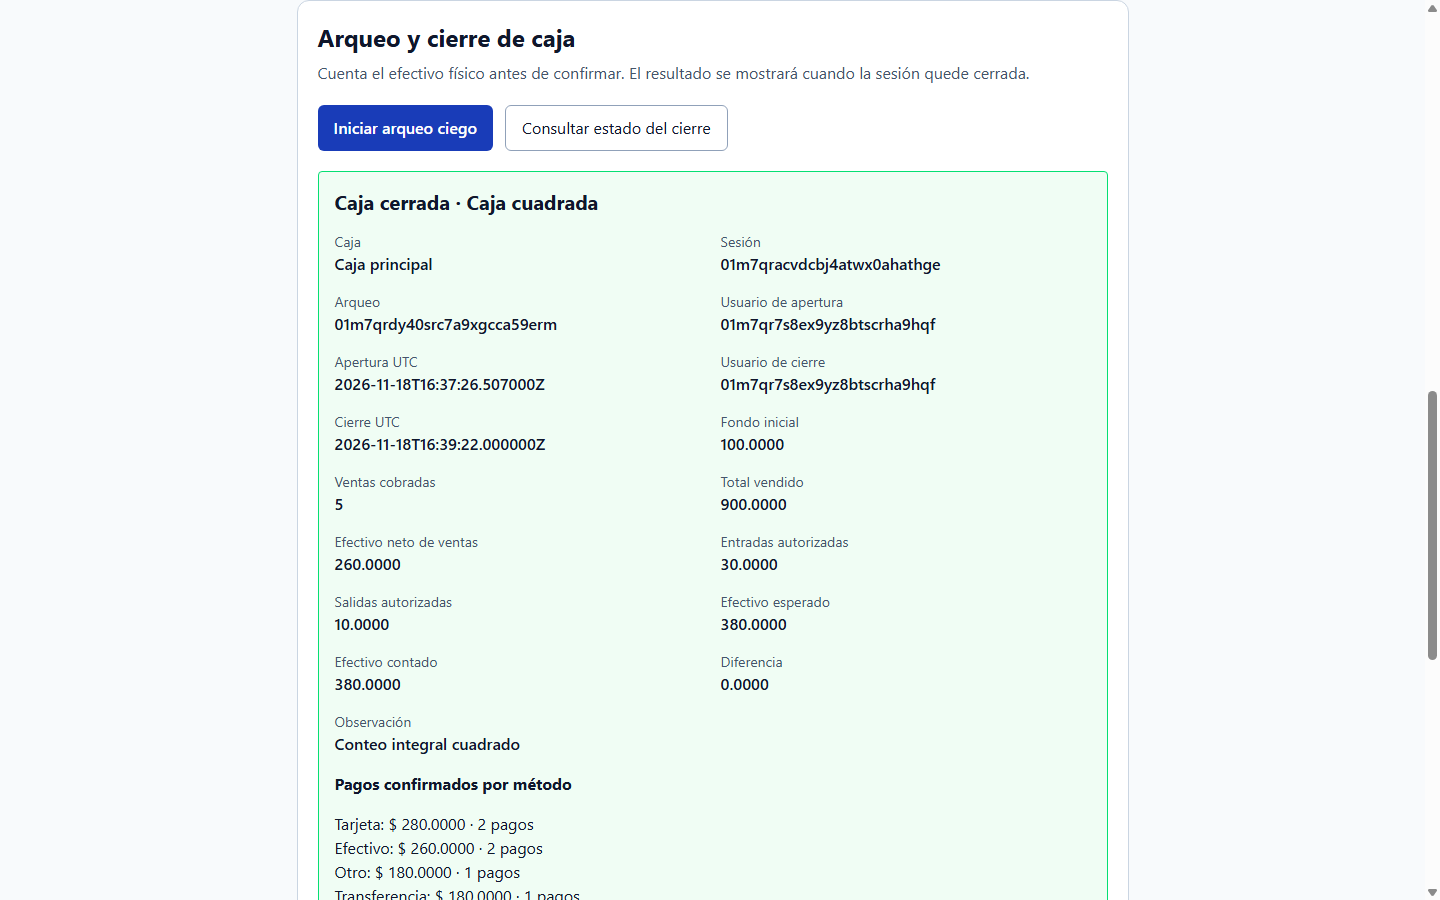 Arqueo y cierre de caja
Cuenta el efectivo físico antes de confirmar. El resultado se mostrará cuando la sesión quede cerrada.
Iniciar arqueo ciego
Consultar estado del cierre
Caja cerrada · Caja cuadrada
Caja
Caja principal
Sesión
01m7qracvdcbj4atwx0ahathge
Arqueo
01m7qrdy40src7a9xgcca59erm
Usuario de apertura
01m7qr7s8ex9yz8btscrha9hqf
Apertura UTC
2026-11-18T16:37:26.507000Z
Usuario de cierre
01m7qr7s8ex9yz8btscrha9hqf
Cierre UTC
2026-11-18T16:39:22.000000Z
Fondo inicial
100.0000
Ventas cobradas
5
Total vendido
900.0000
Efectivo neto de ventas
260.0000
Entradas autorizadas
30.0000
Salidas autorizadas
10.0000
Efectivo esperado
380.0000
Efectivo contado
380.0000
Diferencia
0.0000
Observación
Conteo integral cuadrado
Pagos confirmados por método
Tarjeta: $ 280.0000 · 2 pagos
Efectivo: $ 260.0000 · 2 pagos
Otro: $ 180.0000 · 1 pagos
Transferencia: $ 180.0000 · 1 pagos